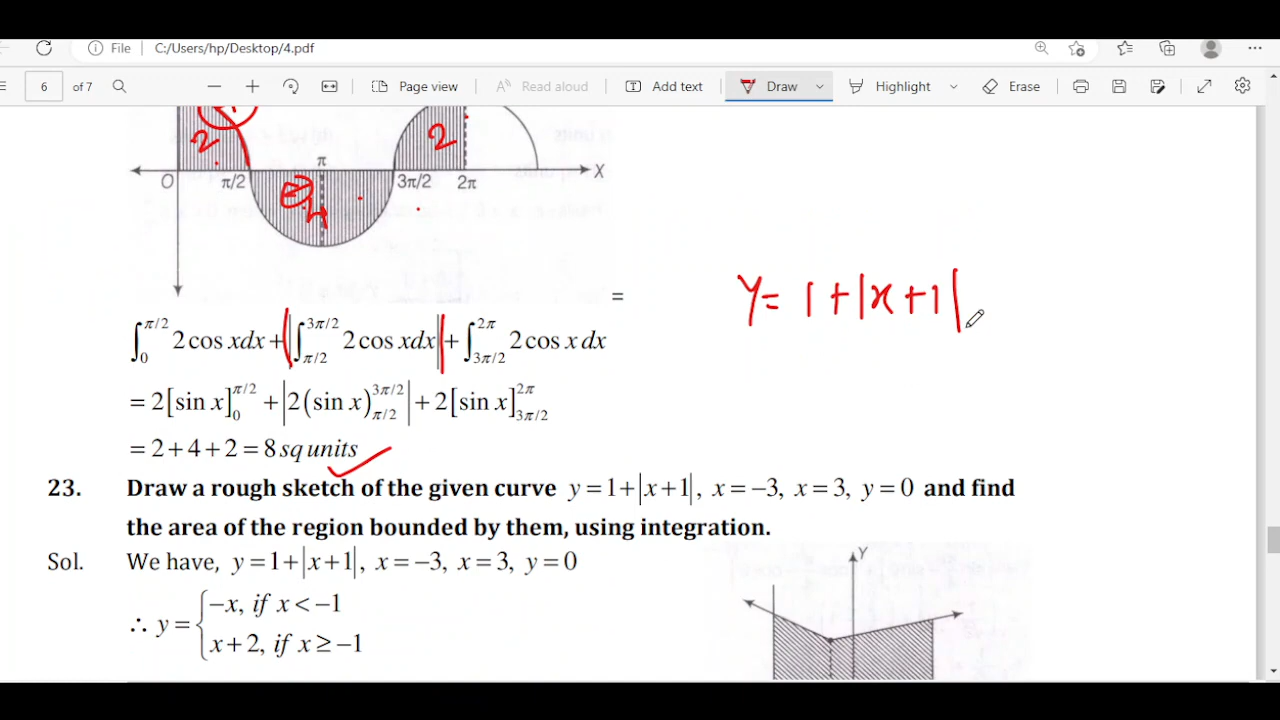 File | C:/Users/hp/Desktop/4.pdf
6 of 7 Page view Read aloud Add text Draw Highlight Erase
2 2
π
O π/2 3π/2 2π X
4
=
y = 1 + |x + 1|
∫₀^{π/2} 2 cos xdx + |∫_{π/2}^{3π/2} 2 cos xdx| + ∫_{3π/2}^{2π} 2 cos x dx
= 2[sin x]₀^{π/2} + |2(sin x)_{π/2}^{3π/2}| + 2[sin x]_{3π/2}^{2π}
= 2 + 4 + 2 = 8 sq units
23. Draw a rough sketch of the given curve y = 1 + |x + 1|, x = −3, x = 3, y = 0 and find
the area of the region bounded by them, using integration.
Sol. We have, y = 1 + |x + 1|, x = −3, x = 3, y = 0
Y
∴ y = { −x, if x < −1
x + 2, if x ≥ −1